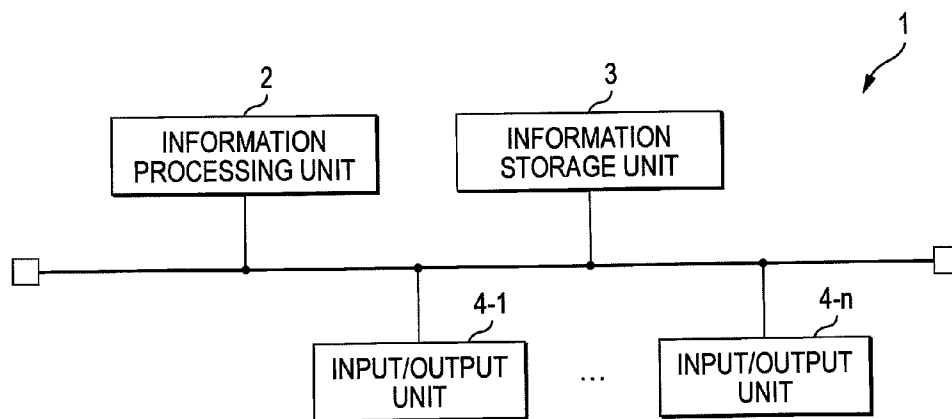 1
2
3
INFORMATION
PROCESSING UNIT
INFORMATION
STORAGE UNIT
4-1
4-n
INPUT/OUTPUT
UNIT
...
INPUT/OUTPUT
UNIT